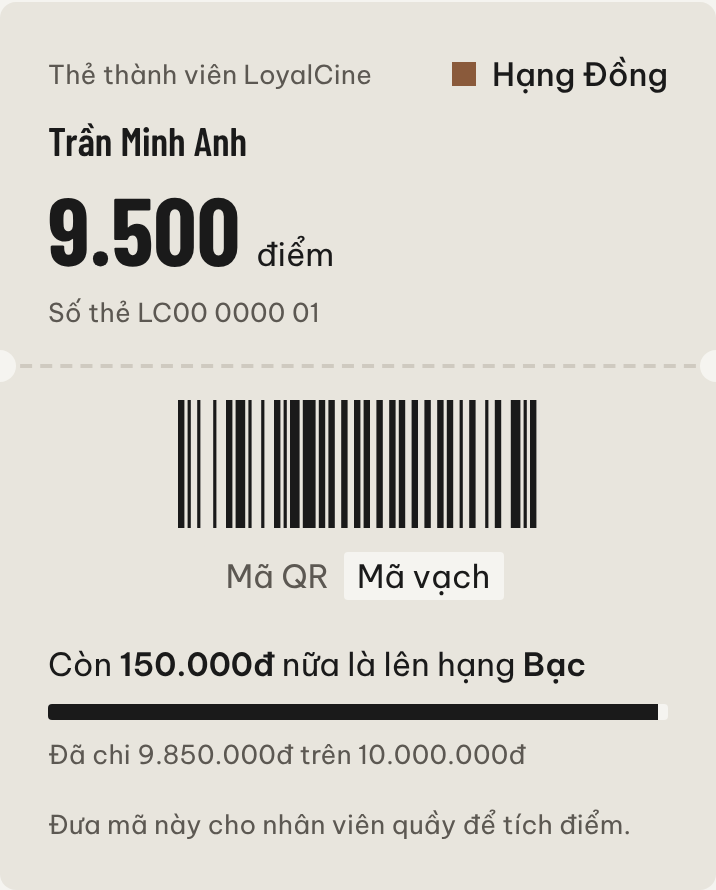 Thẻ thành viên LoyalCine
Hạng Đồng
Trần Minh Anh
9.500 điểm
Số thẻ LC00 0000 01
Mã QR Mã vạch
Còn 150.000đ nữa là lên hạng Bạc
Đã chi 9.850.000đ trên 10.000.000đ
Đưa mã này cho nhân viên quầy để tích điểm.